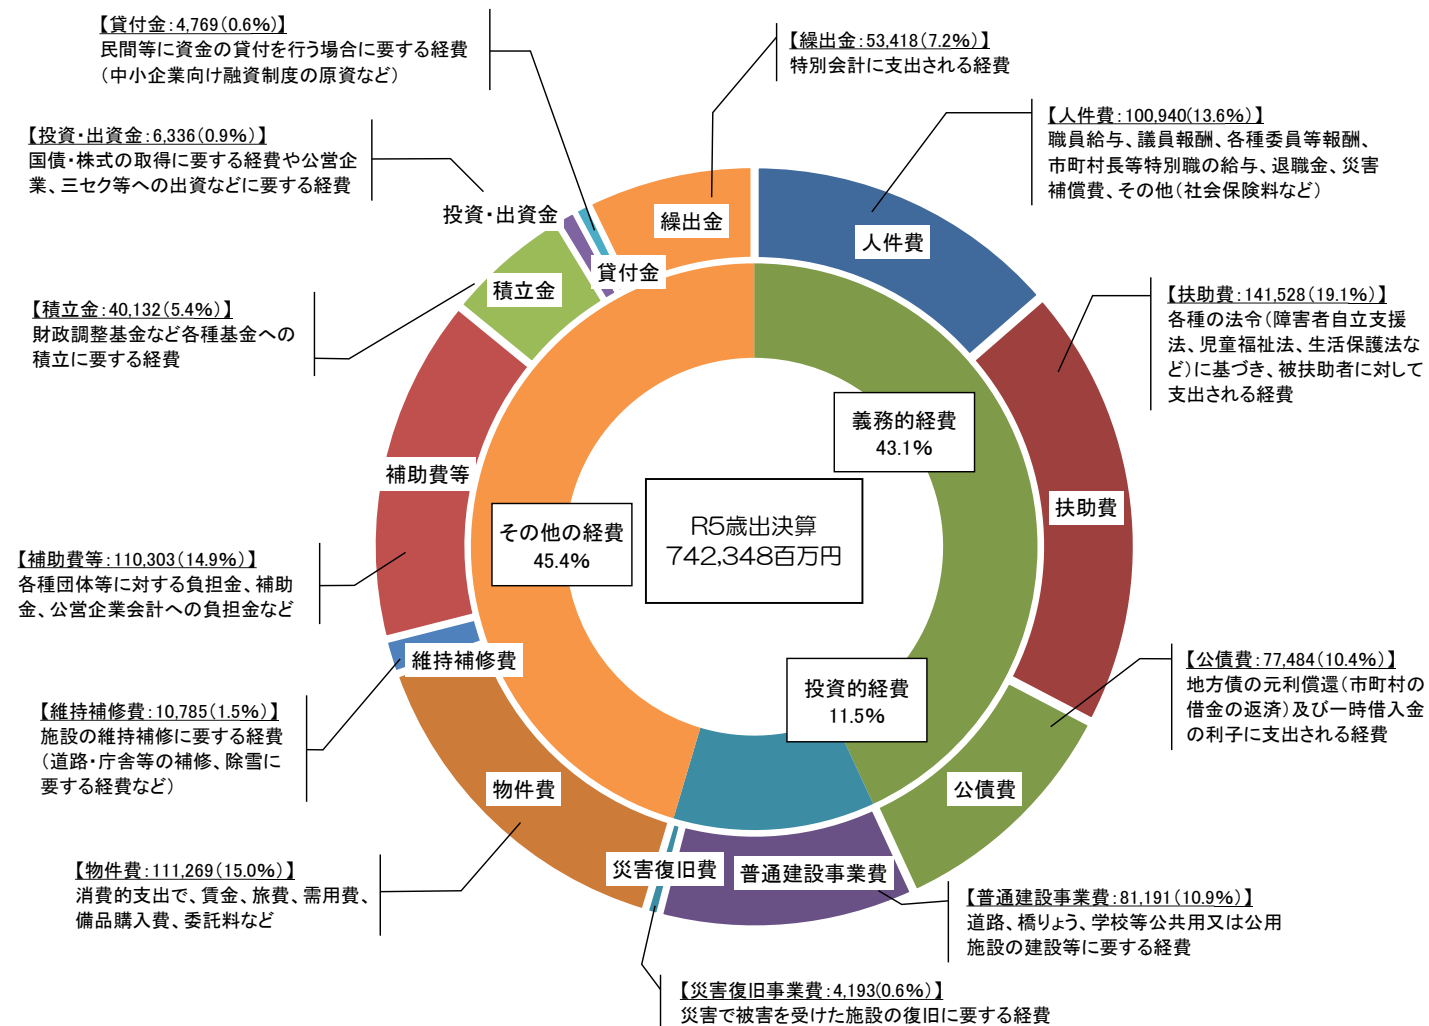 【貸付金：4,769（0.6%）】
民間等に資金の貸付を行う場合に要する経費
（中小企業向け融資制度の原資など）
【繰出金：53,418（7.2%）】
特別会計に支出される経費
【人件費：100,940(13.6%）】
職員給与、議員報酬、各種委員等報酬、
市町村長等特別職の給与、退職金、災害
補償費、その他（社会保険料など）
【投資・出資金：6,336（0.9%）】
国債・株式の取得に要する経費や公営企
業、三セク等への出資などに要する経費
投資・出資金
繰出金
人件費
貸付金
積立金
【積立金：40,132（5.4%）】
財政調整基金など各種基金への
積立に要する経費
【扶助費：141,528（19.1%）】
各種の法令（障害者自立支援
法、児童福祉法、生活保護法な
ど）に基づき、被扶助者に対して
支出される経費
義務的経費
43.1%
補助費等
扶助費
その他の経費
45.4%
R5歳出決算
742,348百万円
【補助費等：110,303（14.9%）】
各種団体等に対する負担金、補助
金、公営企業会計への負担金など
維持補修費
投資的経費
11.5%
【公債費：77,484（10.4%）】
地方債の元利償還（市町村の
借金の返済）及び一時借入金
の利子に支出される経費
【維持補修費：10,785（1.5%）】
施設の維持補修に要する経費
（道路・庁舎等の補修、除雪に
要する経費など）
物件費
公債費
災害復旧費
普通建設事業費
【物件費：111,269（15.0%）】
消費的支出で、賃金、旅費、需用費、
備品購入費、委託料など
【普通建設事業費：81,191（10.9%）】
道路、橋りょう、学校等公共用又は公用
施設の建設等に要する経費
【災害復旧事業費：4,193(0.6%）】
災害で被害を受けた施設の復旧に要する経費